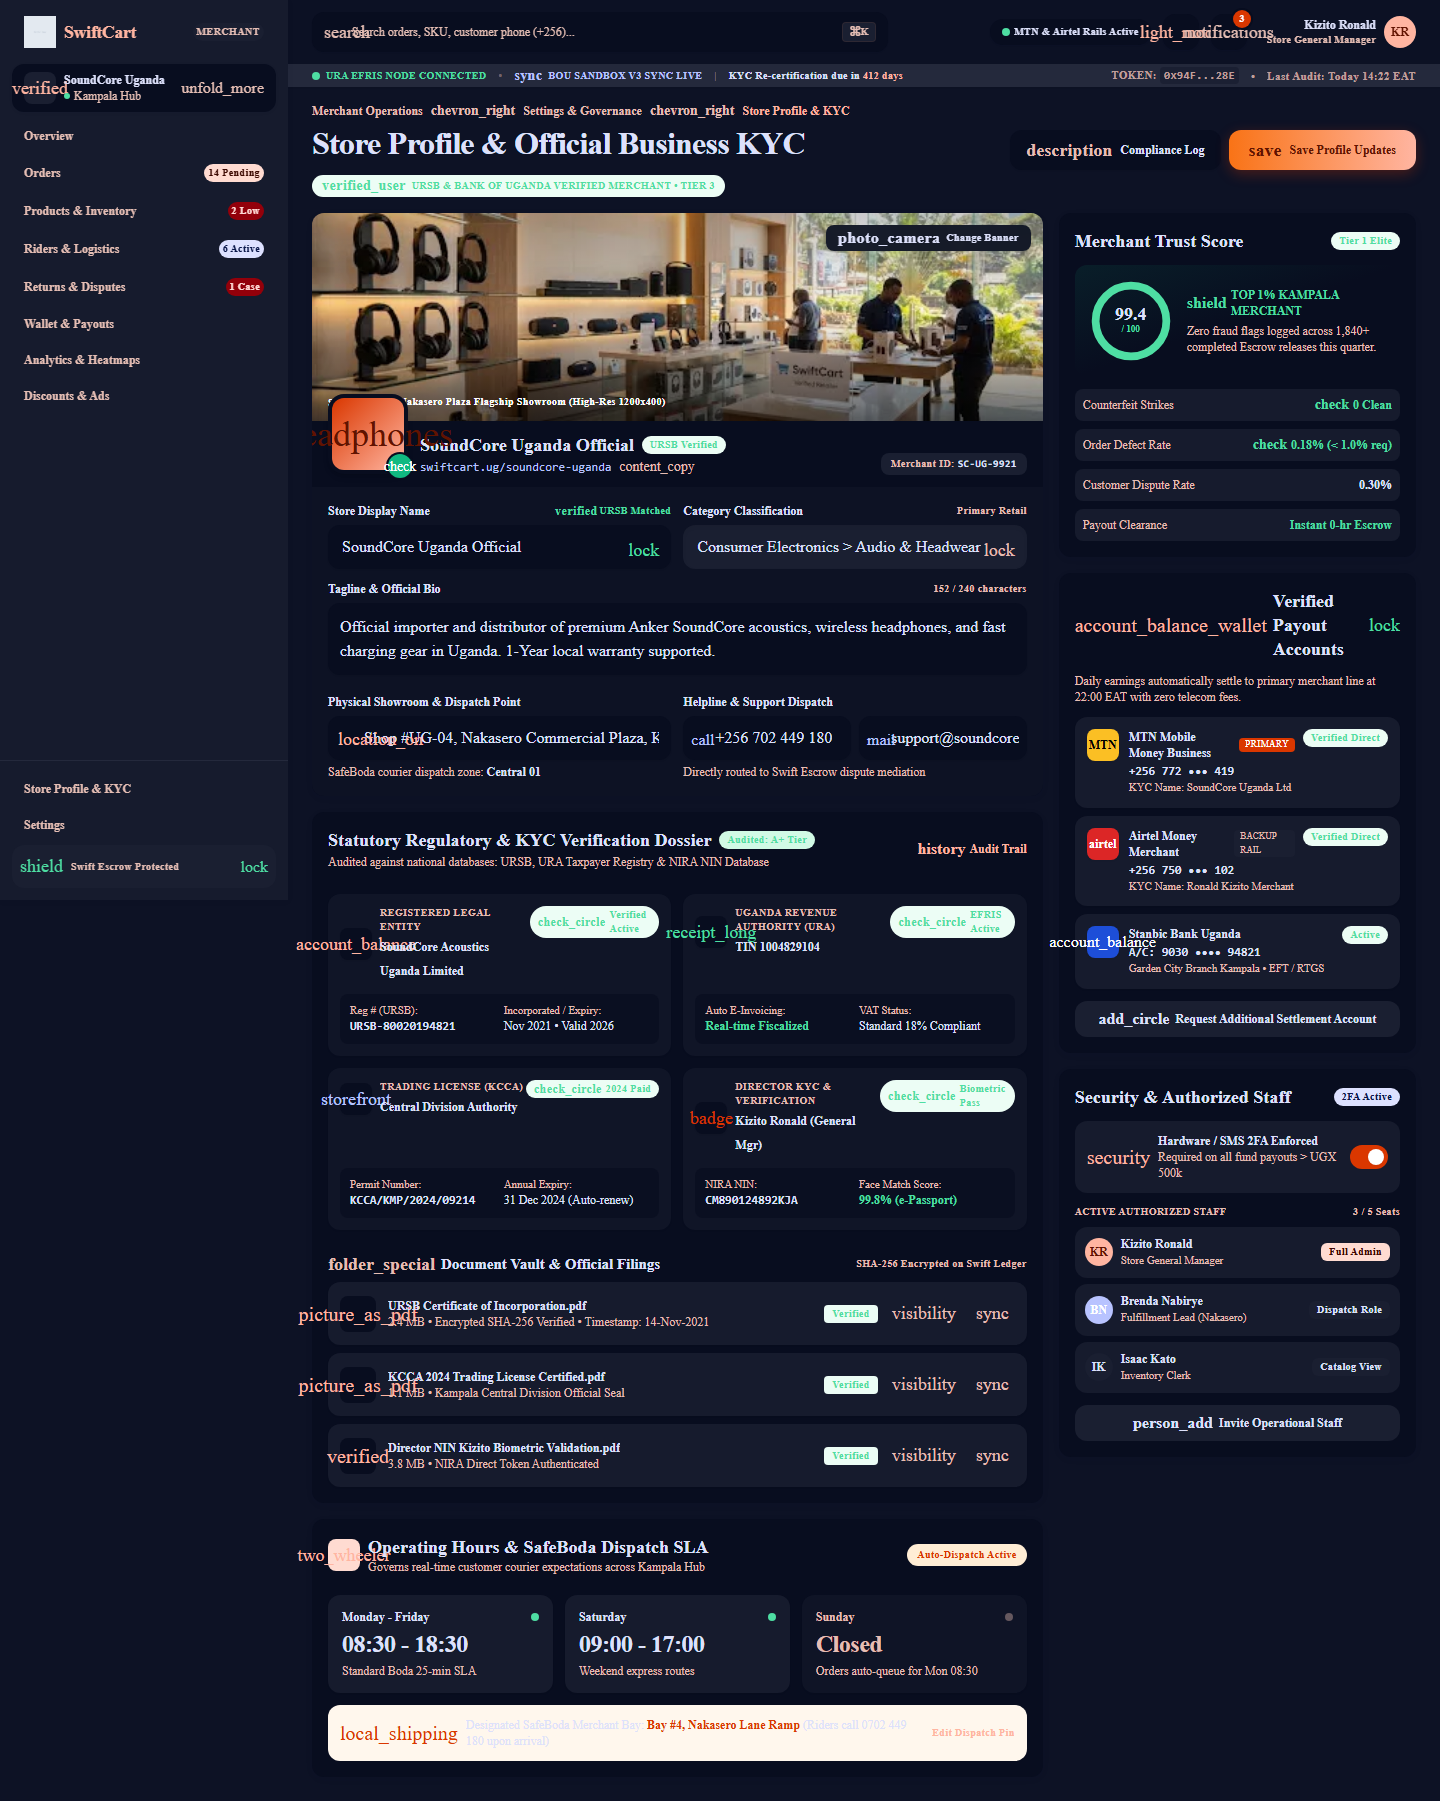 SwiftCart
MERCHANT
verified
SoundCore Uganda
Kampala Hub
unfold_more
Overview
Orders
14 Pending
Products & Inventory
2 Low
Riders & Logistics
6 Active
Returns & Disputes
1 Case
Wallet & Payouts
Analytics & Heatmaps
Discounts & Ads
Store Profile & KYC
Settings
shield
Swift Escrow Protected
lock
search
Search orders, SKU, customer phone (+256)...
⌘K
MTN & Airtel Rails Active
light_mode
notifications
3
Kizito Ronald
Store General Manager
KR
URA EFRIS NODE CONNECTED
•
sync BOU SANDBOX V3 SYNC LIVE
|
KYC Re-certification due in 412 days
TOKEN: 0x94F...28E
•
Last Audit: Today 14:22 EAT
Merchant Operations chevron_right Settings & Governance chevron_right Store Profile & KYC
Store Profile & Official Business KYC
description Compliance Log
save Save Profile Updates
verified_user URSB & BANK OF UGANDA VERIFIED MERCHANT • TIER 3
photo_camera Change Banner
SwiftCart
Nakasero Plaza Flagship Showroom (High-Res 1200x400)
headphones
check
SoundCore Uganda Official
URSB Verified
swiftcart.ug/soundcore-uganda content_copy
Merchant ID: SC-UG-9921
Store Display Name
verified URSB Matched
SoundCore Uganda Official
lock
Category Classification
Primary Retail
Consumer Electronics > Audio & Headwear
lock
Tagline & Official Bio
152 / 240 characters
Official importer and distributor of premium Anker SoundCore acoustics, wireless headphones, and fast
charging gear in Uganda. 1-Year local warranty supported.
Physical Showroom & Dispatch Point
location_on
Shop #UG-04, Nakasero Commercial Plaza, K
SafeBoda courier dispatch zone: Central 01
Helpline & Support Dispatch
call
+256 702 449 180
mail
support@soundcore
Directly routed to Swift Escrow dispute mediation
Statutory Regulatory & KYC Verification Dossier
Audited: A+ Tier
Audited against national databases: URSB, URA Taxpayer Registry & NIRA NIN Database
history Audit Trail
account_balance
REGISTERED LEGAL
ENTITY
SoundCore Acoustics
Uganda Limited
check_circle Verified
Active
Reg # (URSB):
URSB-80020194821
Incorporated / Expiry:
Nov 2021 • Valid 2026
receipt_long
UGANDA REVENUE
AUTHORITY (URA)
TIN 1004829104
check_circle EFRIS
Active
Auto E-Invoicing:
Real-time Fiscalized
VAT Status:
Standard 18% Compliant
storefront
TRADING LICENSE (KCCA)
Central Division Authority
check_circle 2024 Paid
Permit Number:
KCCA/KMP/2024/09214
Annual Expiry:
31 Dec 2024 (Auto-renew)
badge
DIRECTOR KYC &
VERIFICATION
Kizito Ronald (General
Mgr)
check_circle Biometric
Pass
NIRA NIN:
CM890124892KJA
Face Match Score:
99.8% (e-Passport)
folder_special Document Vault & Official Filings
SHA-256 Encrypted on Swift Ledger
picture_as_pdf
URSB Certificate of Incorporation.pdf
2.4 MB • Encrypted SHA-256 Verified • Timestamp: 14-Nov-2021
Verified
visibility
sync
picture_as_pdf
KCCA 2024 Trading License Certified.pdf
1.1 MB • Kampala Central Division Official Seal
Verified
visibility
sync
verified
Director NIN Kizito Biometric Validation.pdf
3.8 MB • NIRA Direct Token Authenticated
Verified
visibility
sync
two_wheeler
Operating Hours & SafeBoda Dispatch SLA
Governs real-time customer courier expectations across Kampala Hub
Auto-Dispatch Active
Monday - Friday
08:30 - 18:30
Standard Boda 25-min SLA
Saturday
09:00 - 17:00
Weekend express routes
Sunday
Closed
Orders auto-queue for Mon 08:30
local_shipping
Designated SafeBoda Merchant Bay: Bay #4, Nakasero Lane Ramp (Riders call 0702 449
180 upon arrival)
Edit Dispatch Pin
Merchant Trust Score
Tier 1 Elite
99.4
/ 100
shield TOP 1% KAMPALA
MERCHANT
Zero fraud flags logged across 1,840+
completed Escrow releases this quarter.
Counterfeit Strikes
check 0 Clean
Order Defect Rate
check 0.18% (< 1.0% req)
Customer Dispute Rate
0.30%
Payout Clearance
Instant 0-hr Escrow
account_balance_wallet
Verified
Payout
Accounts
lock
Daily earnings automatically settle to primary merchant line at
22:00 EAT with zero telecom fees.
MTN
MTN Mobile
Money Business
PRIMARY
Verified Direct
+256 772 ••• 419
KYC Name: SoundCore Uganda Ltd
airtel
Airtel Money
Merchant
BACKUP
RAIL
Verified Direct
+256 750 ••• 102
KYC Name: Ronald Kizito Merchant
account_balance
Stanbic Bank Uganda
Active
A/C: 9030 •••• 94821
Garden City Branch Kampala • EFT / RTGS
add_circle Request Additional Settlement Account
Security & Authorized Staff
2FA Active
security
Hardware / SMS 2FA Enforced
Required on all fund payouts > UGX
500k
ACTIVE AUTHORIZED STAFF
3 / 5 Seats
KR
Kizito Ronald
Store General Manager
Full Admin
BN
Brenda Nabirye
Fulfillment Lead (Nakasero)
Dispatch Role
IK
Isaac Kato
Inventory Clerk
Catalog View
person_add Invite Operational Staff